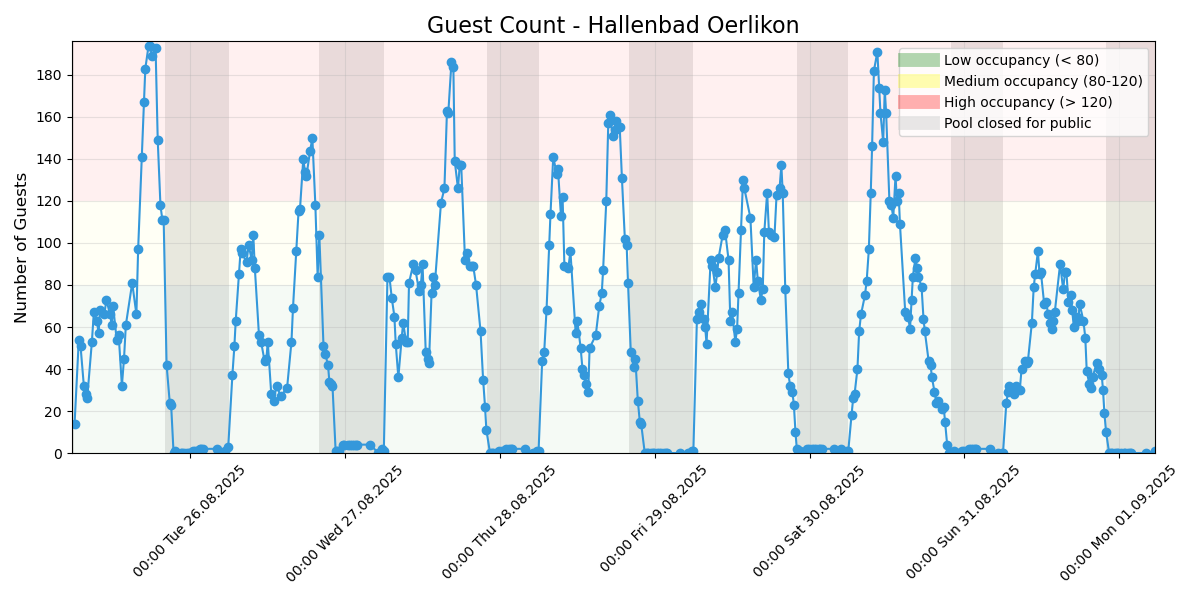 Guest Count - Hallenbad Oerlikon
Number of Guests
180
160
140
120
100
80
60
40
20
0
Low occupancy (< 80)
Medium occupancy (80-120)
High occupancy (> 120)
Pool closed for public
00:00 Tue 26.08.2025
00:00 Wed 27.08.2025
00:00 Thu 28.08.2025
00:00 Fri 29.08.2025
00:00 Sat 30.08.2025
00:00 Sun 31.08.2025
00:00 Mon 01.09.2025